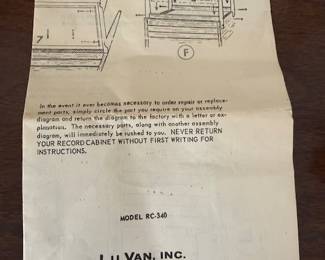 F
In the event it ever becomes necessary to order repair or replace-
ment parts, simply circle the part you require on your assembly
diagram and return the diagram to the factory with a letter or ex-
planation. The necessary parts, along with another assembly
diagram, will immediately be rushed to you. NEVER RETURN
YOUR RECORD CABINET WITHOUT FIRST WRITING FOR
INSTRUCTIONS.
MODEL RC-340
LU VAN, INC.